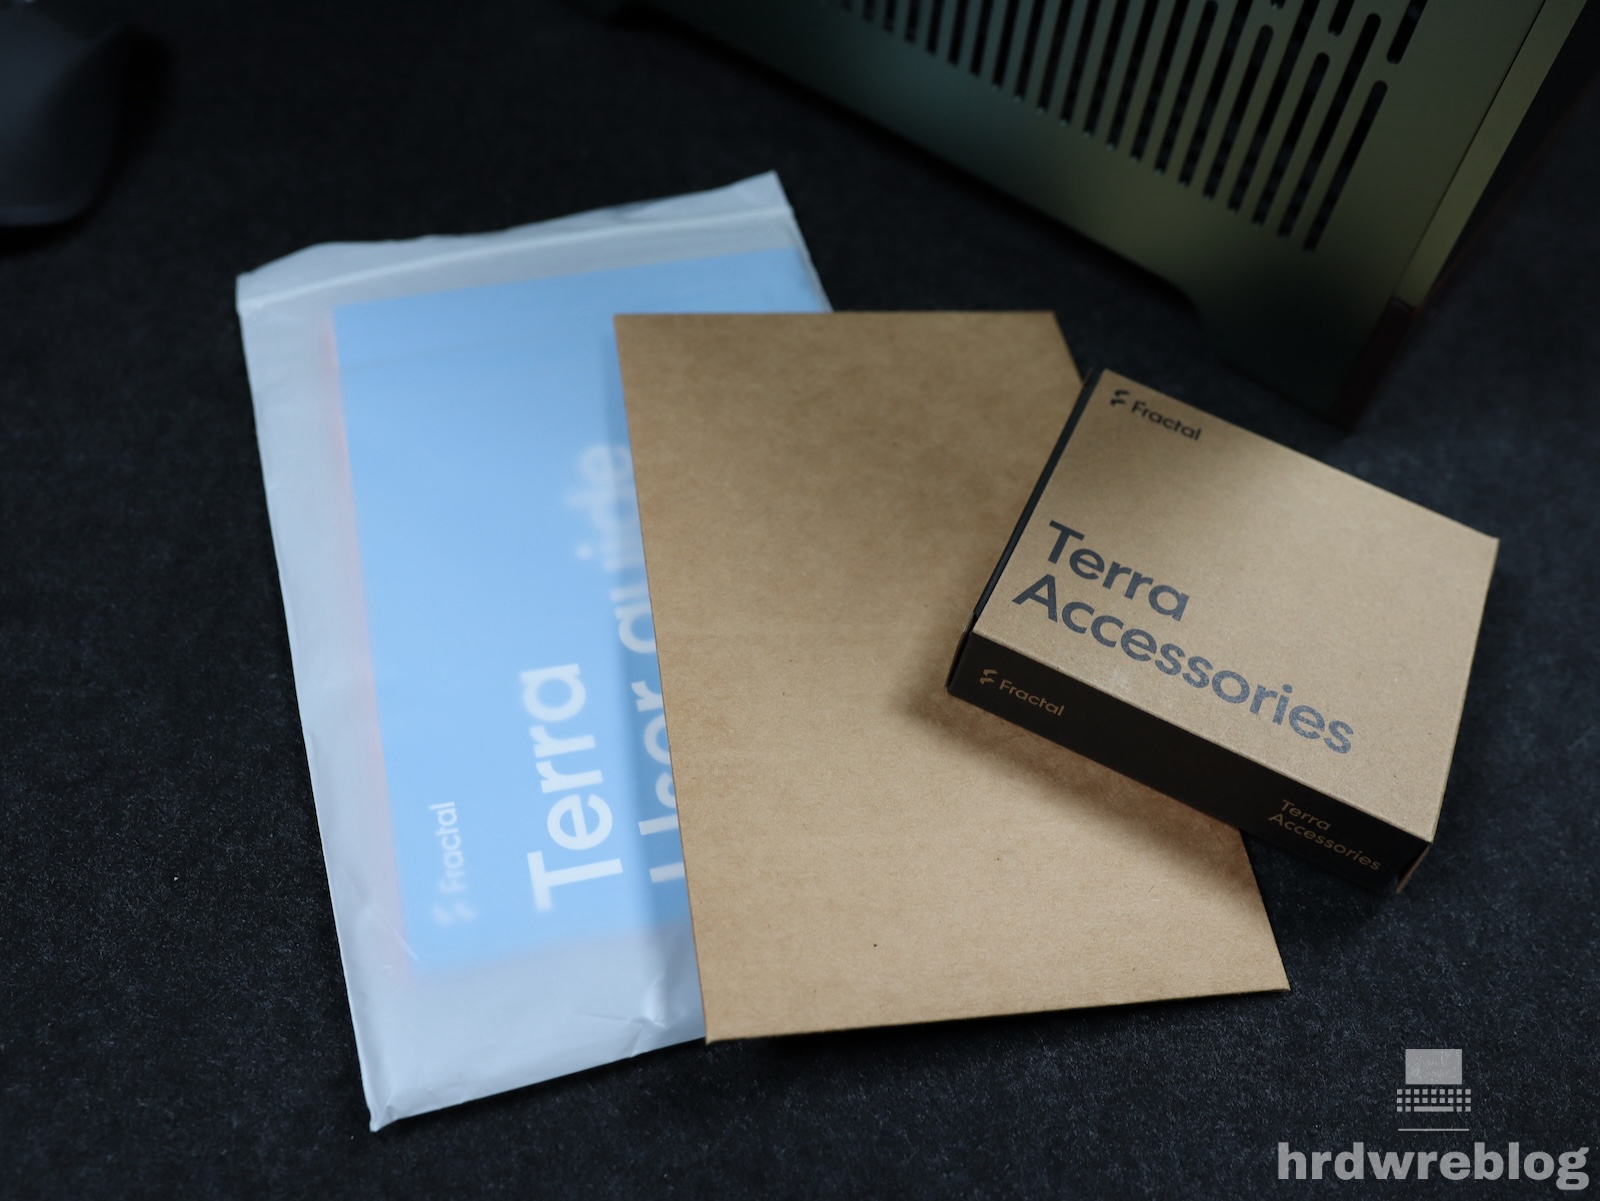 Fractal
Terra
User guide
Fractal
Terra
Accessories
Fractal
Terra
Accessories
hrdwreblog